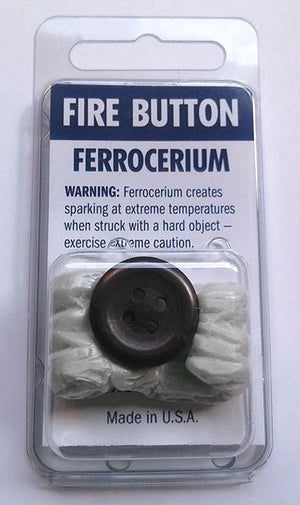 FIRE BUTTON
FERROCERIUM
WARNING: Ferrocerium creates
sparking at extreme temperatures
when struck with a hard object –
exercise extreme caution.
Made in U.S.A.